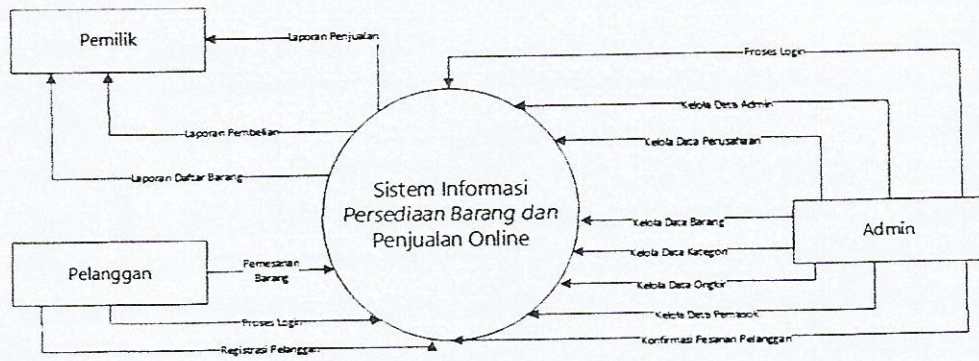 Pemilik
Laporan Penjualan
Proses Login
Kelola Data Admin
Laporan Pembelian
Kelola Data Perusahaan
Laporan Daftar Barang
Sistem Informasi
Persediaan Barang dan
Penjualan Online
Kelola Data Barang
Admin
Pelanggan
Pemesanan
Barang
Kelola Data Kategori
Kelola Data Ongkir
Proses Login
Kelola Data Pemasok
Registrasi Pelanggan
Konfirmasi Pesanan Pelanggan